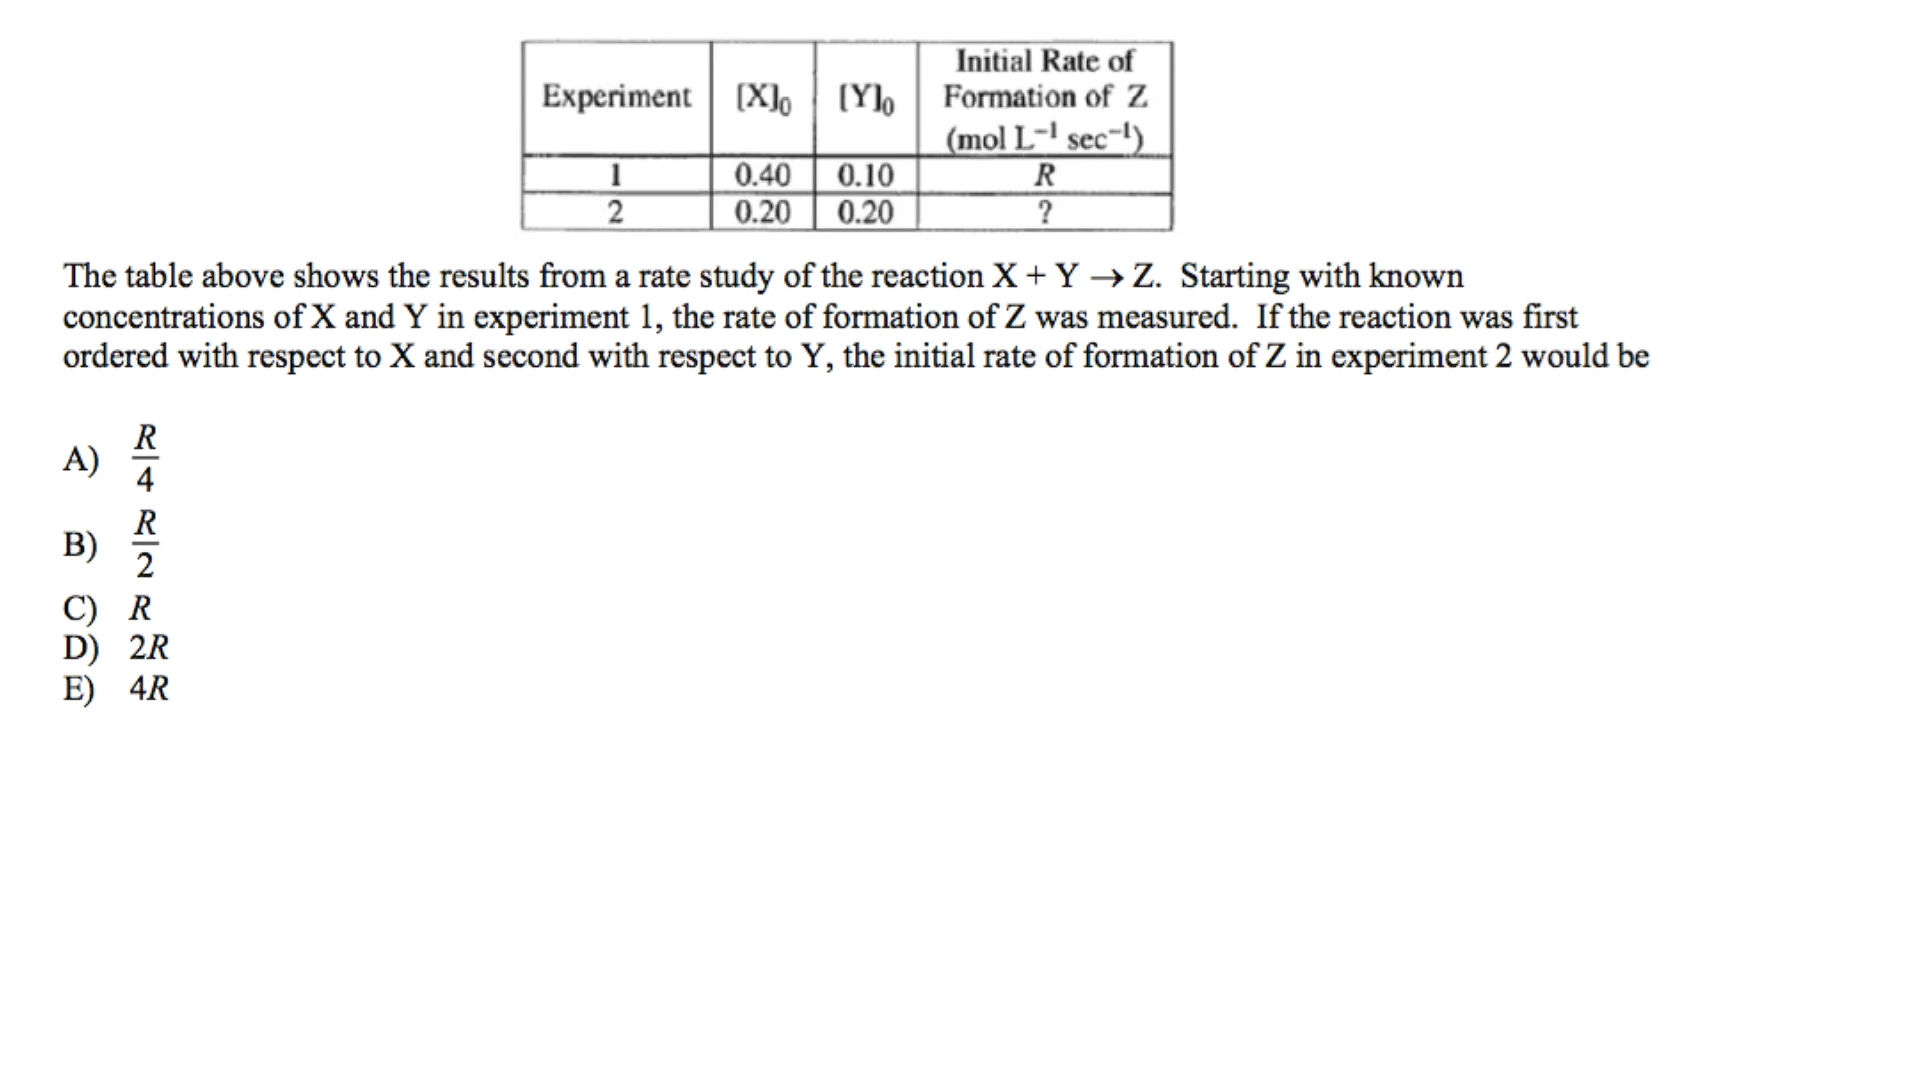 Experiment [X]₀ [Y]₀ Initial Rate of
Formation of Z
(mol L⁻¹ sec⁻¹)
1 0.40 0.10 R
2 0.20 0.20 ?
The table above shows the results from a rate study of the reaction X + Y → Z. Starting with known
concentrations of X and Y in experiment 1, the rate of formation of Z was measured. If the reaction was first
ordered with respect to X and second with respect to Y, the initial rate of formation of Z in experiment 2 would be
A) R/4
B) R/2
C) R
D) 2R
E) 4R